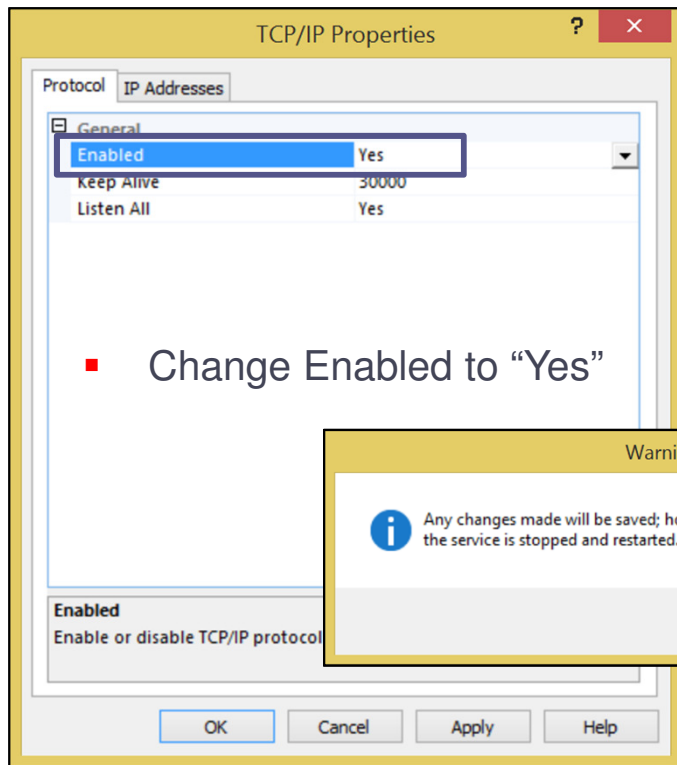 TCP/IP Properties ? ×
Protocol IP Addresses
General
Enabled Yes
Keep Alive 30000
Listen All Yes
Change Enabled to “Yes”
Any changes made will be saved;
the service is stopped and restarted.
Enabled
Enable or disable TCP/IP protocol
OK Cancel Apply Help